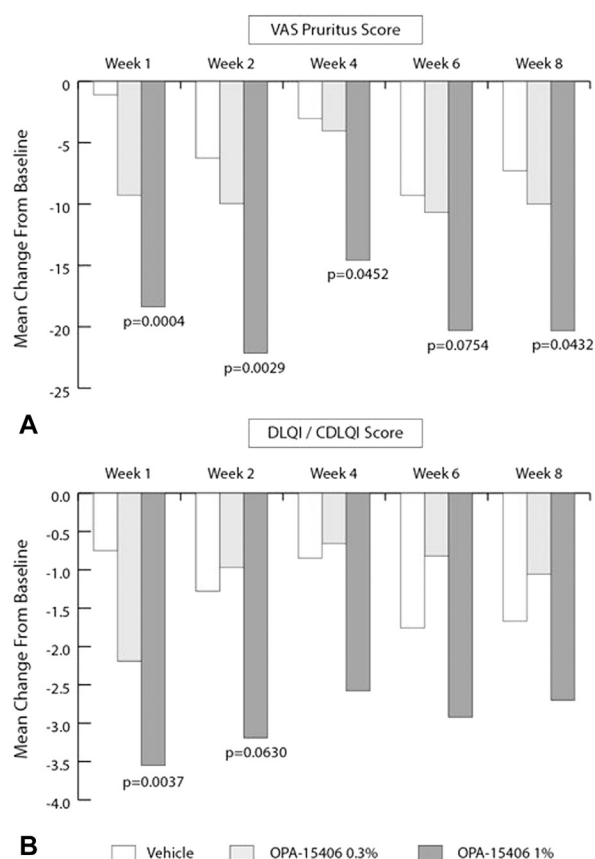 VAS Pruritus Score
Week 1 Week 2 Week 4 Week 6 Week 8
Mean Change From Baseline
0
-5
-10
-15
-20
-25
p=0.0004
p=0.0029
p=0.0452
p=0.0754
p=0.0432
A
DLQI / CDLQI Score
Week 1 Week 2 Week 4 Week 6 Week 8
Mean Change From Baseline
0.0
-0.5
-1.0
-1.5
-2.0
-2.5
-3.0
-3.5
-4.0
p=0.0037
p=0.0630
B
Vehicle OPA-15406 0.3% OPA-15406 1%